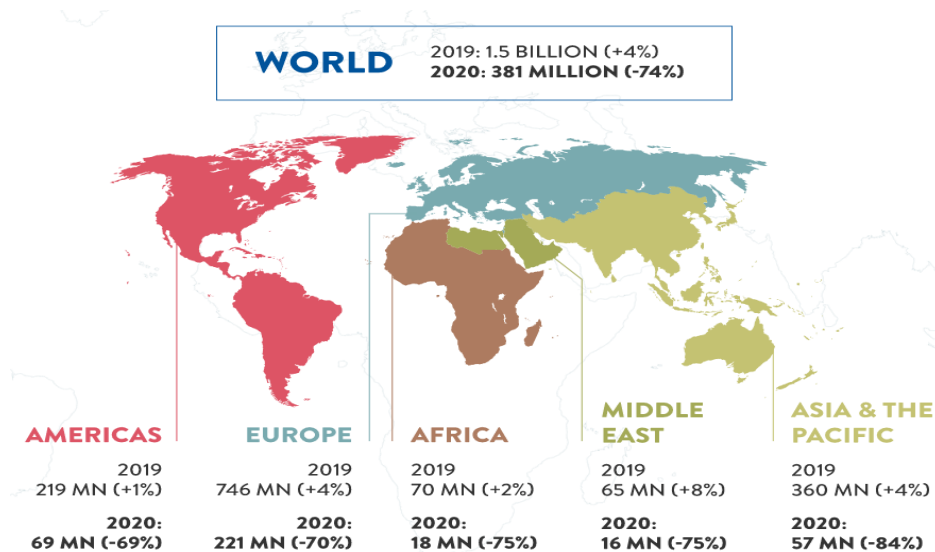 WORLD
2019: 1.5 BILLION (+4%)
2020: 381 MILLION (-74%)
AMERICAS
2019
219 MN (+1%)
2020:
69 MN (-69%)
EUROPE
2019
746 MN (+4%)
2020:
221 MN (-70%)
AFRICA
2019
70 MN (+2%)
2020:
18 MN (-75%)
MIDDLE
EAST
2019
65 MN (+8%)
2020:
16 MN (-75%)
ASIA & THE
PACIFIC
2019
360 MN (+4%)
2020:
57 MN (-84%)